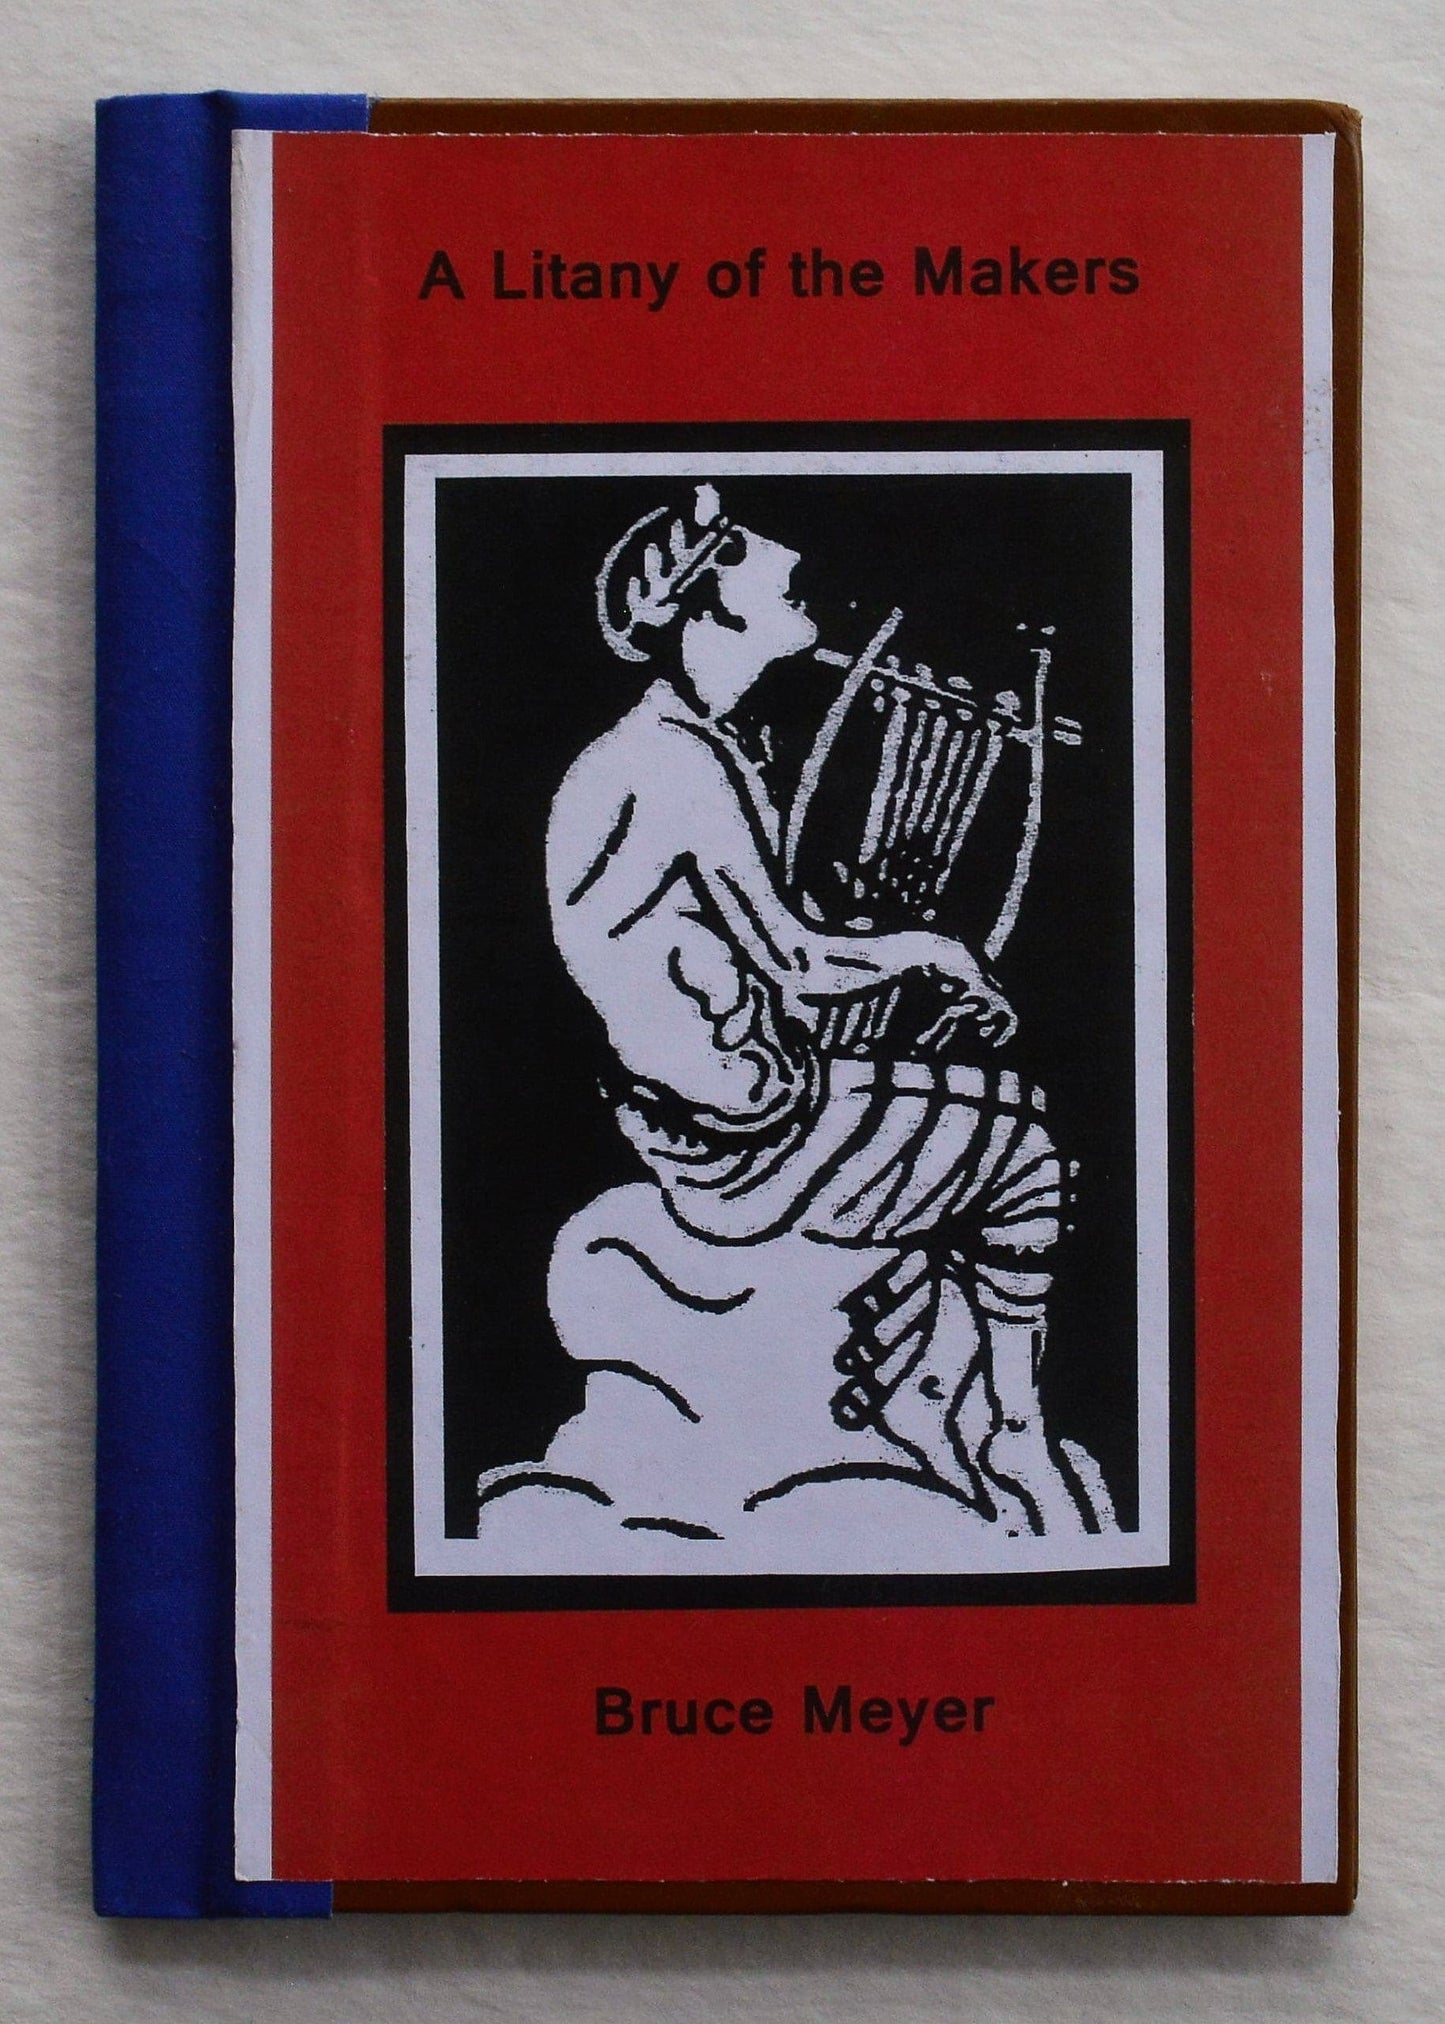 A Litany of the Makers
Bruce Meyer